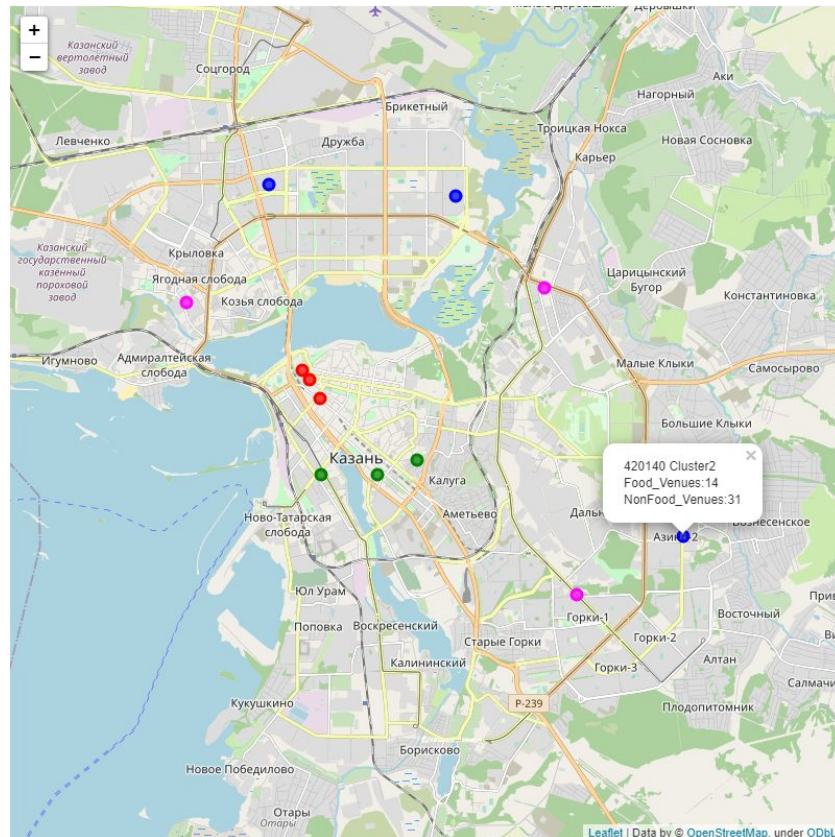 Малые Дербышки
Дербышки
+
−
Казанский
вертолетный
завод
Соцгород
Аки
Нагорный
Брикетный
Троицкая Нокса
Левченко
Дружба
Новая Сосновка
Карьер
Казанский
государственный
казённый
пороховой
завод
Крыловка
Ягодная слобода
Козья слобода
Царицынский
Бугор
Константиновка
Игумново
Адмиралтейская
слобода
Малые Клыки
Самосырово
Большие Клыки
Казань
420140 Cluster2
Food_Venues:14
NonFood_Venues:31
×
Калуга
Ново-Татарская
слобода
Аметьево
Вознесенское
Юл Урам
Поповка
Воскресенский
Горки-1
Восточный
Старые Горки
Горки-2
Калининский
Горки-3
Алтан
Кукушкино
Р-239
Плодопитомник
Борисково
Новое Победилово
Отары
Отары
Leaflet | Data by © OpenStreetMap, under ODbL